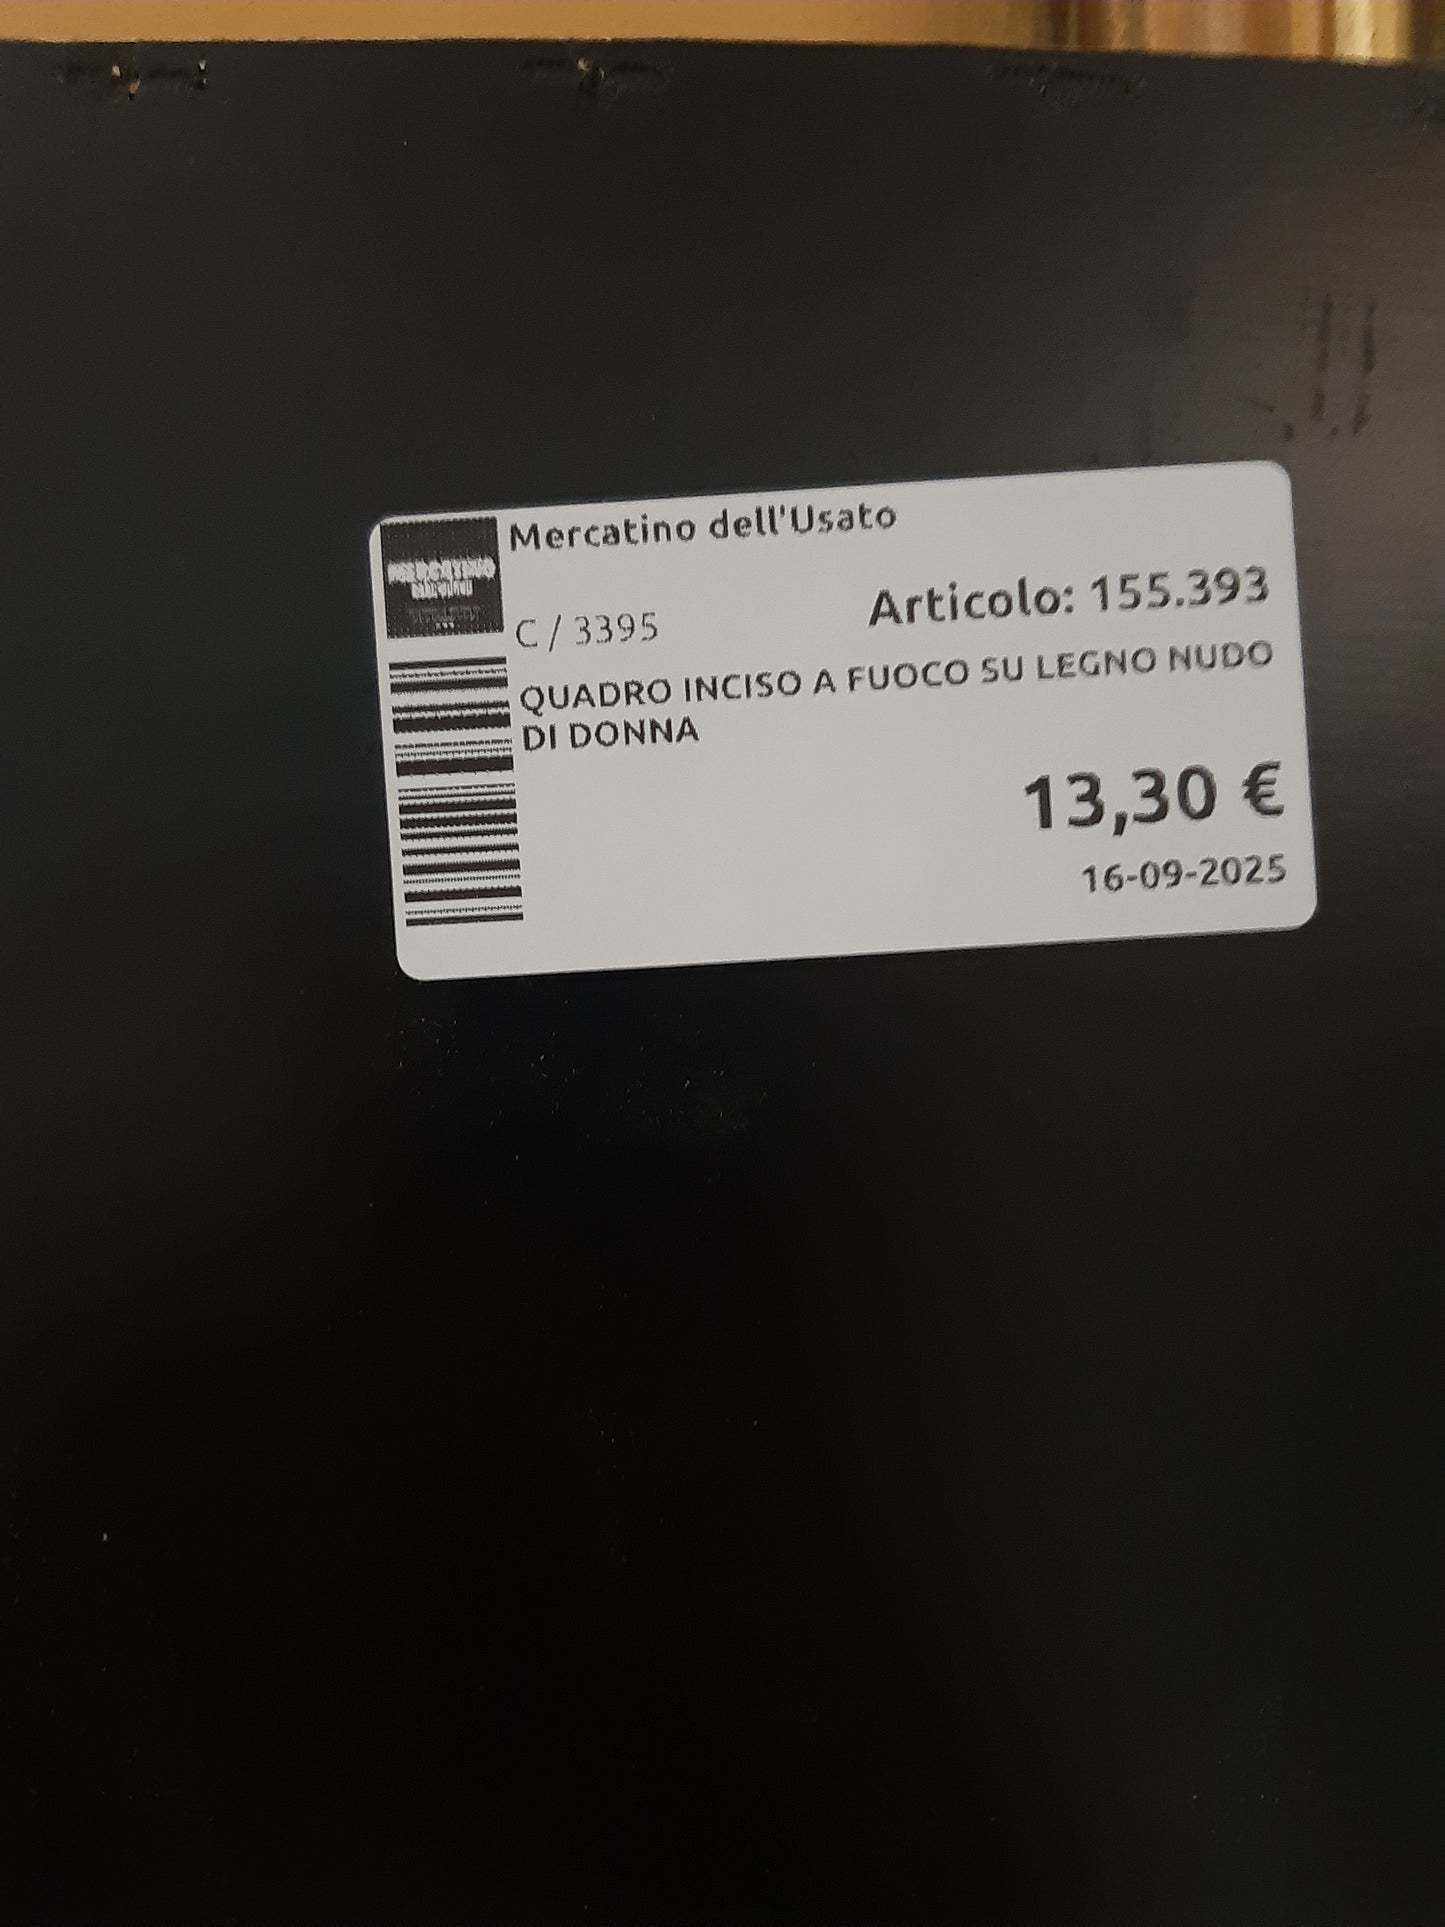 Mercatino dell'Usato
C / 3395
Articolo: 155.393
QUADRO INCISO A FUOCO SU LEGNO NUDO
DI DONNA
13,30 €
16-09-2025